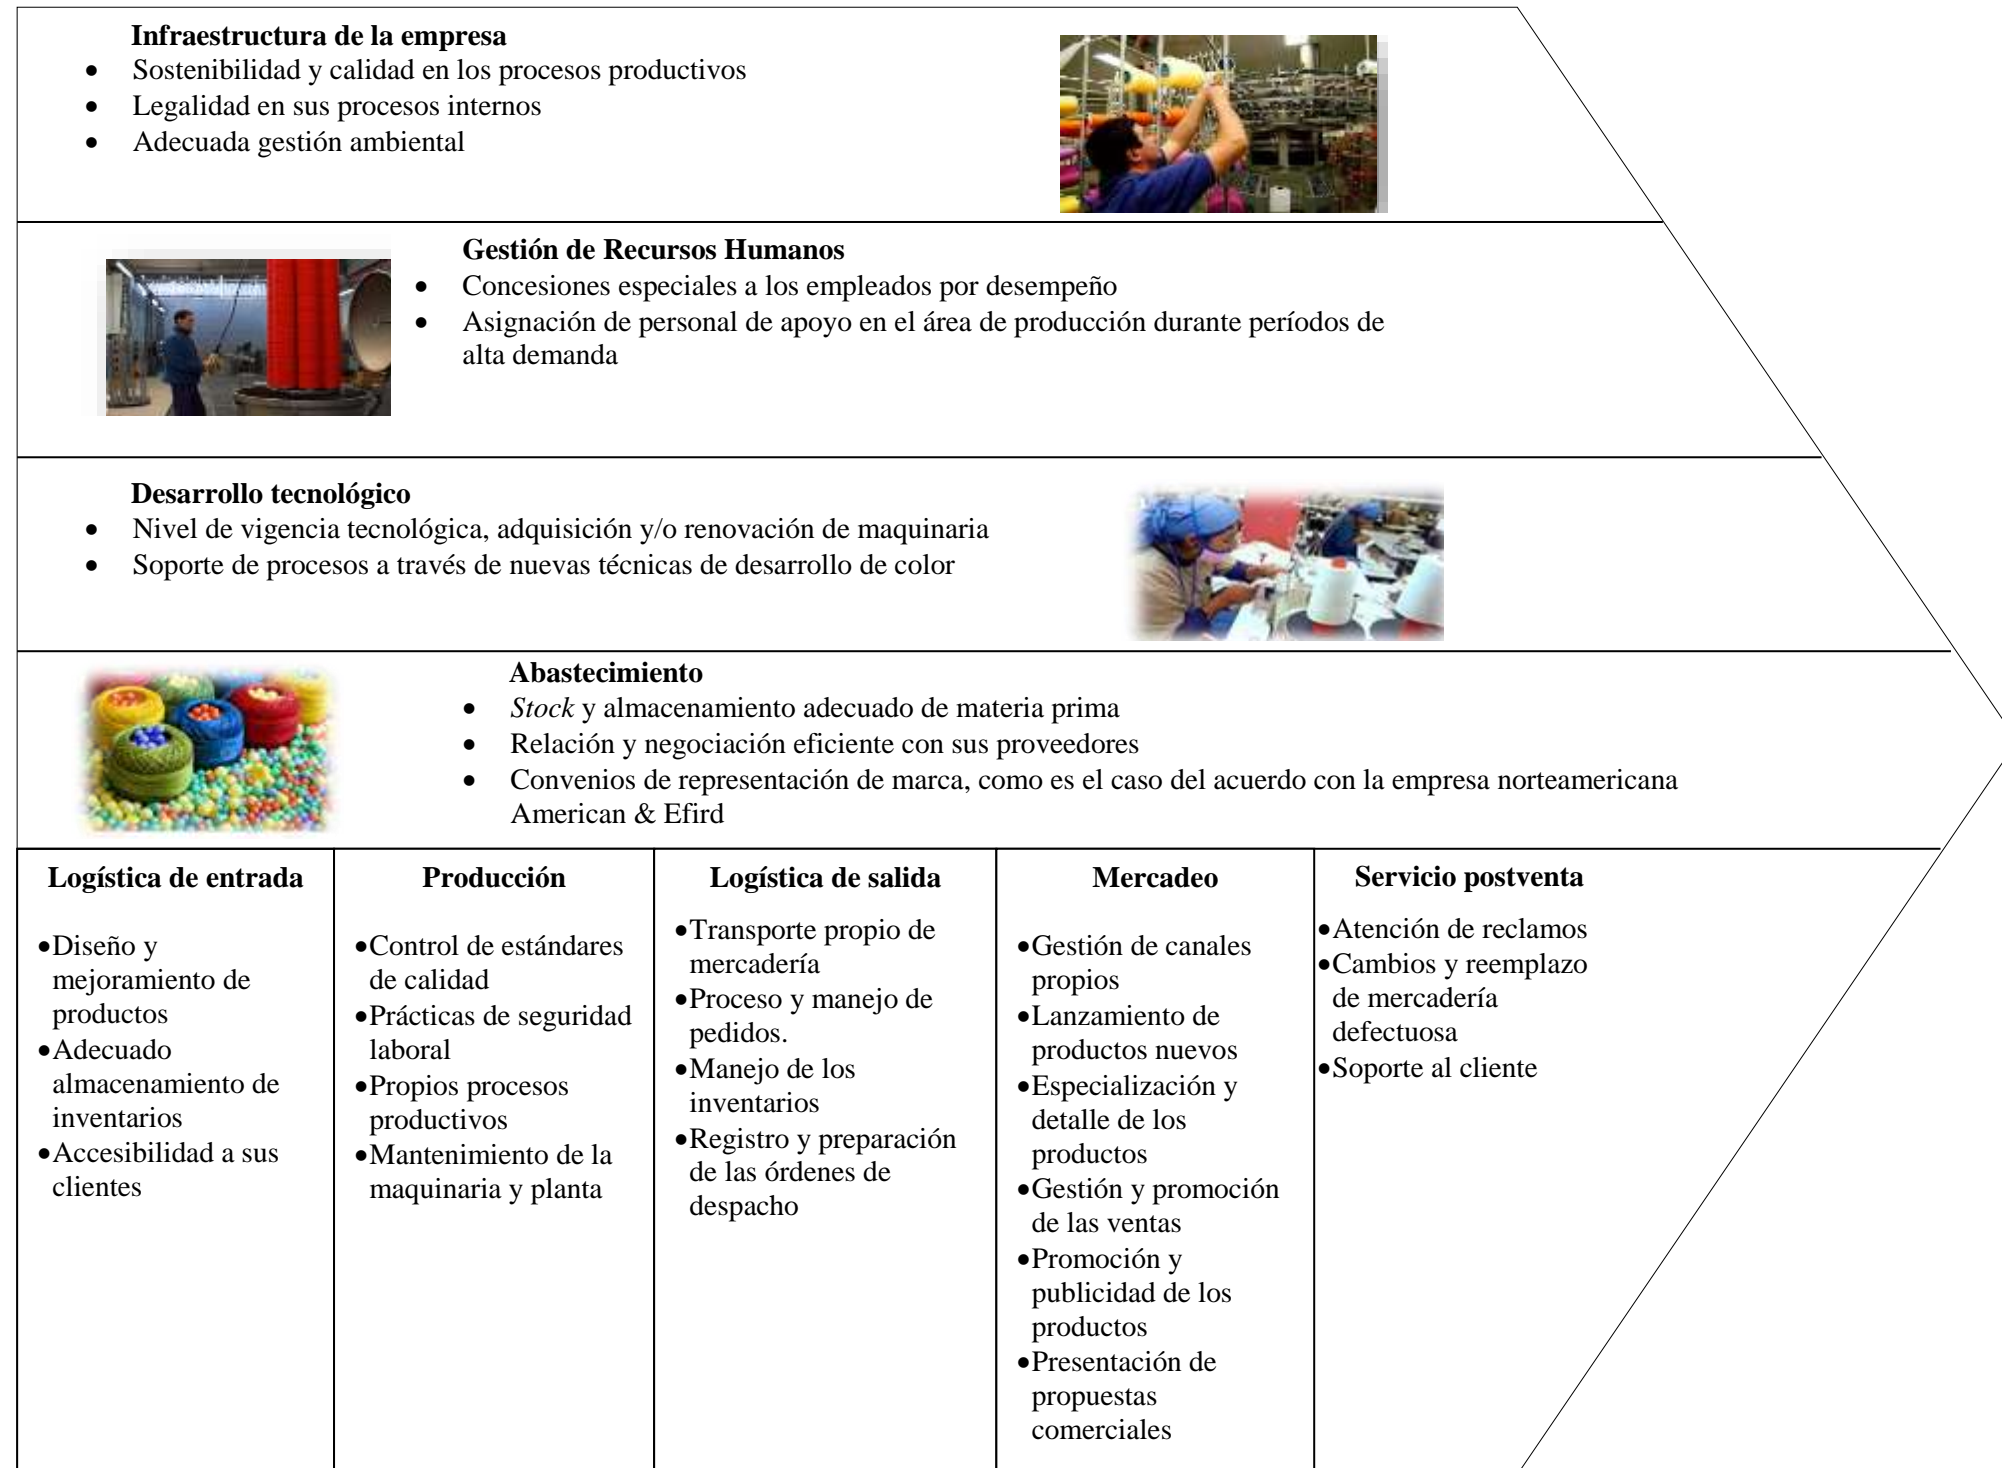 Infraestructura de la empresa
• Sostenibilidad y calidad en los procesos productivos
• Legalidad en sus procesos internos
• Adecuada gestión ambiental
Gestión de Recursos Humanos
• Concesiones especiales a los empleados por desempeño
• Asignación de personal de apoyo en el área de producción durante períodos de
alta demanda
Desarrollo tecnológico
• Nivel de vigencia tecnológica, adquisición y/o renovación de maquinaria
• Soporte de procesos a través de nuevas técnicas de desarrollo de color
Abastecimiento
• Stock y almacenamiento adecuado de materia prima
• Relación y negociación eficiente con sus proveedores
• Convenios de representación de marca, como es el caso del acuerdo con la empresa norteamericana
American & Efird
Logística de entrada
•Diseño y
mejoramiento de
productos
•Adecuado
almacenamiento de
inventarios
•Accesibilidad a sus
clientes
Producción
•Control de estándares
de calidad
•Prácticas de seguridad
laboral
•Propios procesos
productivos
•Mantenimiento de la
maquinaria y planta
Logística de salida
•Transporte propio de
mercadería
•Proceso y manejo de
pedidos.
•Manejo de los
inventarios
•Registro y preparación
de las órdenes de
despacho
Mercadeo
•Gestión de canales
propios
•Lanzamiento de
productos nuevos
•Especialización y
detalle de los
productos
•Gestión y promoción
de las ventas
•Promoción y
publicidad de los
productos
•Presentación de
propuestas
comerciales
Servicio postventa
•Atención de reclamos
•Cambios y reemplazo
de mercadería
defectuosa
•Soporte al cliente